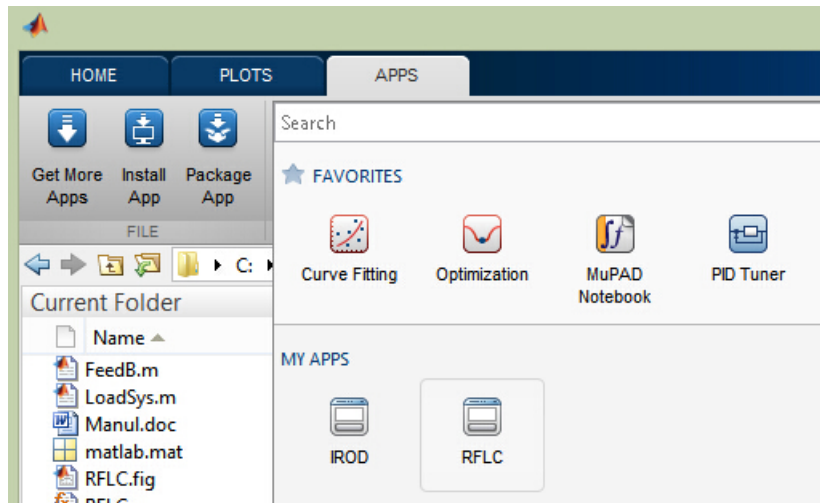 HOME PLOTS APPS
Search
Get More Apps
Install App
Package App
FILE
FAVORITES
Curve Fitting
Optimization
MuPAD Notebook
PID Tuner
C:
Current Folder
Name
FeedB.m
LoadSys.m
Manul.doc
matlab.mat
RFLC.fig
MY APPS
IROD
RFLC